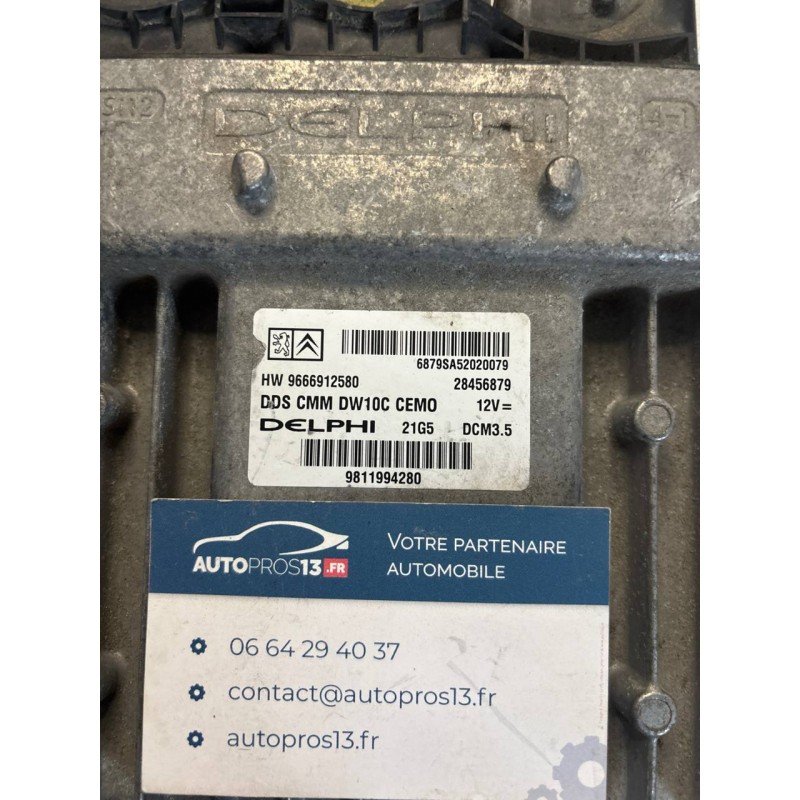 DELPHI
6879SA52020079
HW 9666912580 28456879
DDS CMM DW10C CEMO 12V=
DELPHI 21G5 DCM3.5
9811994280
AUTOPROS13.FR
VOTRE PARTENAIRE
AUTOMOBILE
06 64 29 40 37
contact@autopros13.fr
autopros13.fr